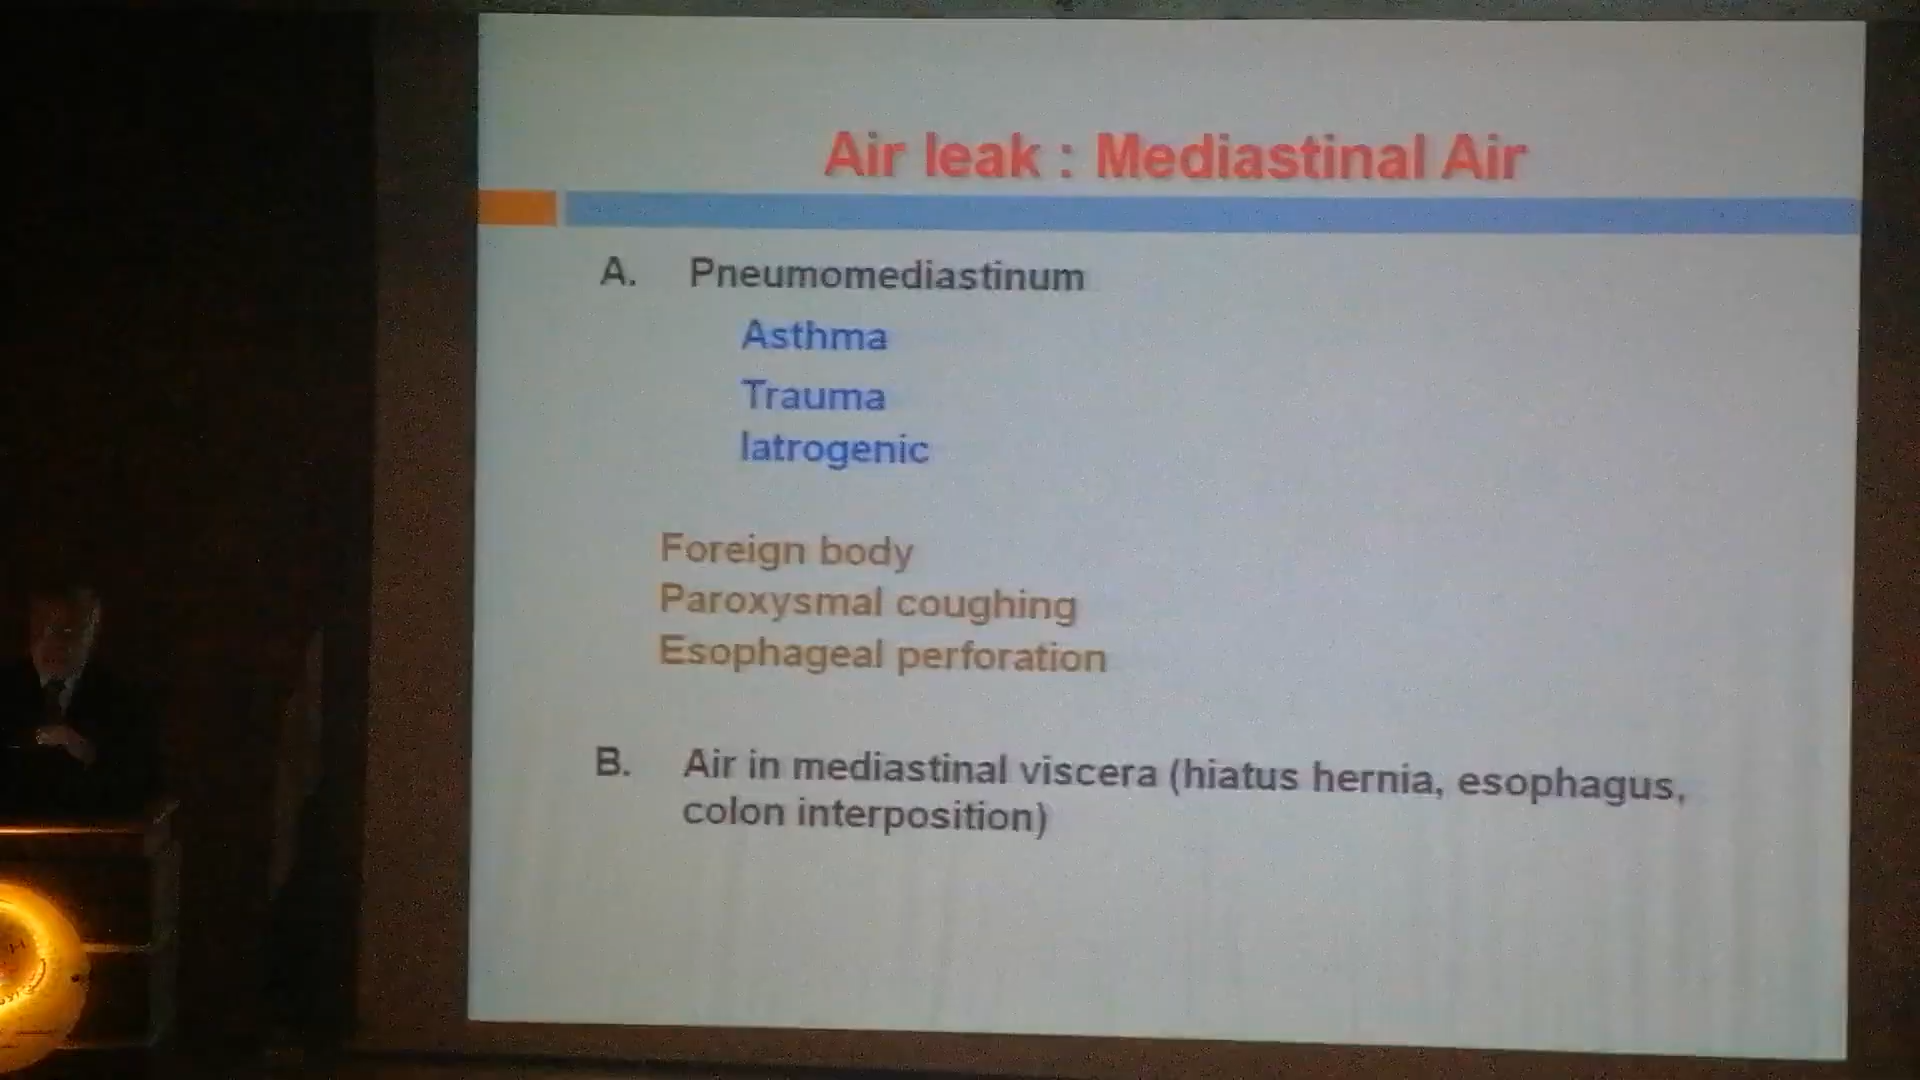 Air leak : Mediastinal Air
A. Pneumomediastinum
Asthma
Trauma
Iatrogenic
Foreign body
Paroxysmal coughing
Esophageal perforation
B. Air in mediastinal viscera (hiatus hernia, esophagus,
colon interposition)